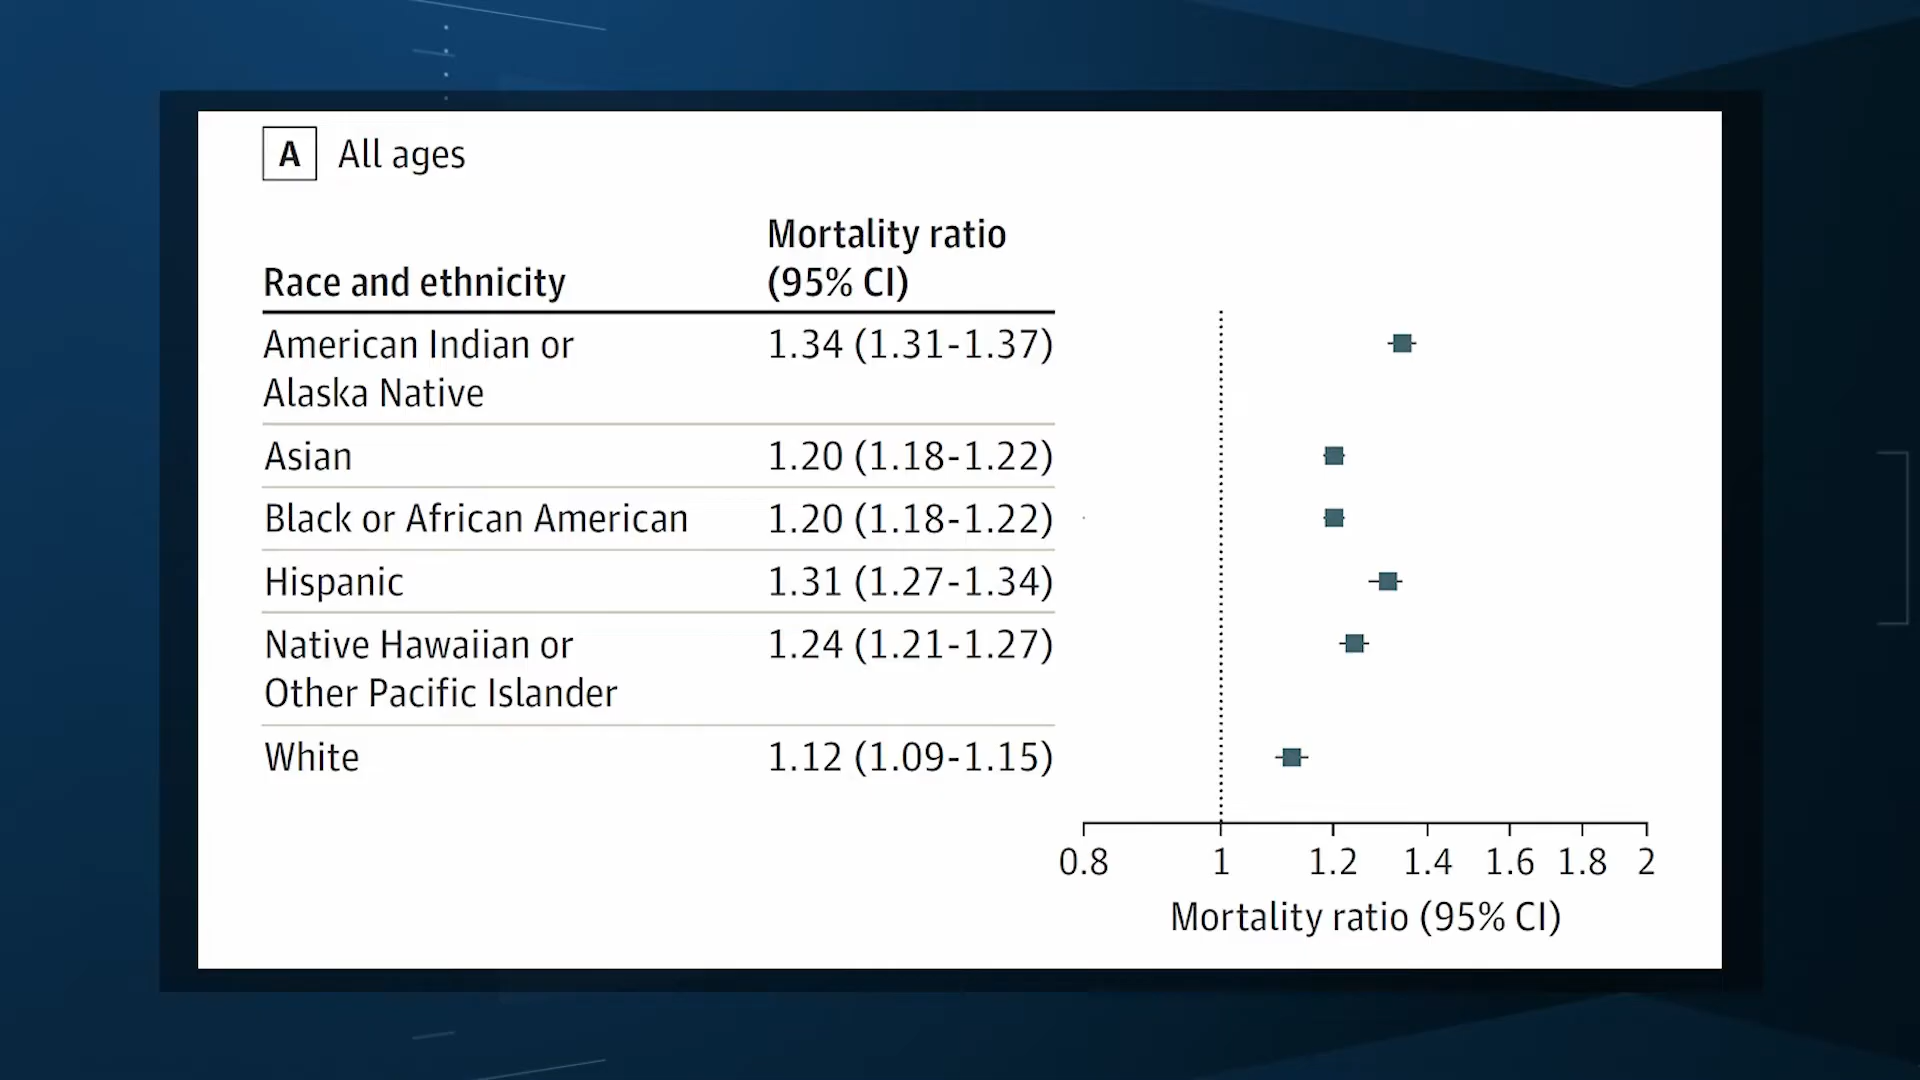 A All ages
Race and ethnicity
Mortality ratio
(95% CI)
American Indian or
Alaska Native
1.34 (1.31-1.37)
Asian
1.20 (1.18-1.22)
Black or African American
1.20 (1.18-1.22)
Hispanic
1.31 (1.27-1.34)
Native Hawaiian or
Other Pacific Islander
1.24 (1.21-1.27)
White
1.12 (1.09-1.15)
0.8 1 1.2 1.4 1.6 1.8 2
Mortality ratio (95% CI)